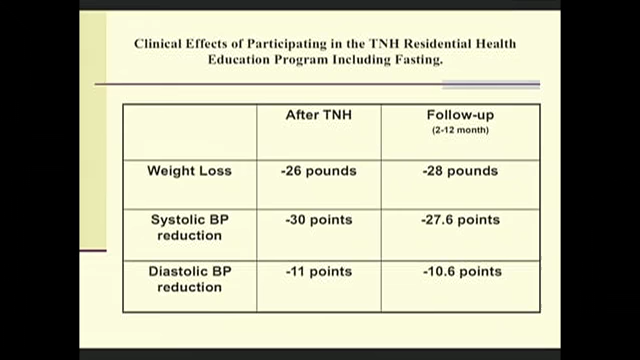 Clinical Effects of Participating in the TNH Residential Health
Education Program Including Fasting.
After TNH
Follow-up
(2-12 month)
Weight Loss
-26 pounds
-28 pounds
Systolic BP
reduction
-30 points
-27.6 points
Diastolic BP
reduction
-11 points
-10.6 points